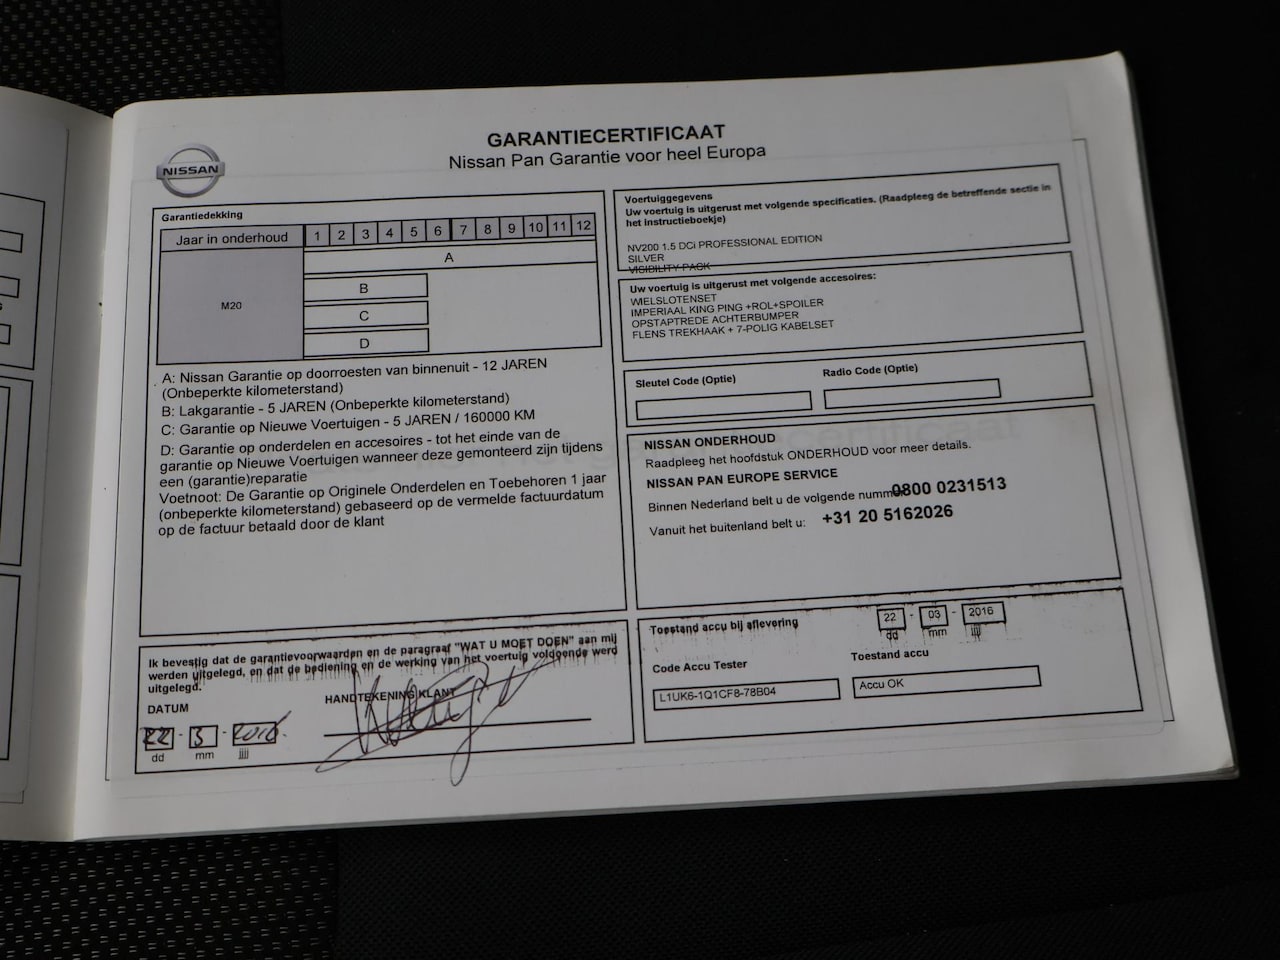 GARANTIECERTIFICAAT
Nissan Pan Garantie voor heel Europa
NISSAN
Garantiedekking
Jaar in onderhoud 1 2 3 4 5 6 7 8 9 10 11 12
A
M20
B
C
D
A: Nissan Garantie op doorroesten van binnenuit - 12 JAREN
(Onbeperkte kilometerstand)
B: Lakgarantie - 5 JAREN (Onbeperkte kilometerstand)
C: Garantie op Nieuwe Voertuigen - 5 JAREN / 160000 KM
D: Garantie op onderdelen en accesoires - tot het einde van de
garantie op Nieuwe Voertuigen wanneer deze gemonteerd zijn tijdens
een (garantie)reparatie
Voetnoot: De Garantie op Originele Onderdelen en Toebehoren 1 jaar
(onbeperkte kilometerstand) gebaseerd op de vermelde factuurdatum
op de factuur betaald door de klant
Ik bevestig dat de garantievoorwaarden en de paragraaf "WAT U MOET DOEN" aan mij
werden uitgelegd, en dat de bediening en de werking van het voertuig voldoende werd
uitgelegd.
DATUM
HANDTEKENING KLANT
22 - 3 - 2016
dd mm jjjj
Voertuiggegevens
Uw voertuig is uitgerust met volgende specificaties. (Raadpleeg de betreffende sectie in
het instructieboekje)
NV200 1.5 DCi PROFESSIONAL EDITION
SILVER
VISIBILITY PACK
Uw voertuig is uitgerust met volgende accesoires:
WIELSLOTENSET
IMPERIAAL KING PING +ROL+SPOILER
OPSTAPTREDE ACHTERBUMPER
FLENS TREKHAAK + 7-POLIG KABELSET
Sleutel Code (Optie)
Radio Code (Optie)
NISSAN ONDERHOUD
Raadpleeg het hoofdstuk ONDERHOUD voor meer details.
NISSAN PAN EUROPE SERVICE
Binnen Nederland belt u de volgende 0800 0231513
Vanuit het buitenland belt u: +31 20 5162026
Toestand accu bij aflevering
22 - 03 - 2016
dd mm jjjj
Code Accu Tester
Toestand accu
L1UK6-1Q1CF8-78B04
Accu OK